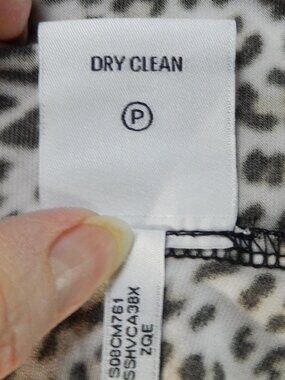 DRY CLEAN
P
S08CM761
SSHVCA38X
ZQE